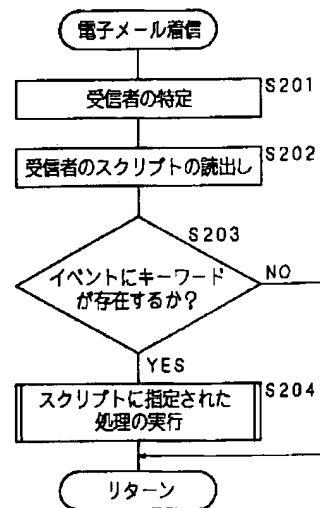 電子メール着信
受信者の特定
S201
受信者のスクリプトの読出し
S202
S203
イベントにキーワード
が存在するか?
NO
YES
スクリプトに指定された
処理の実行
S204
リターン